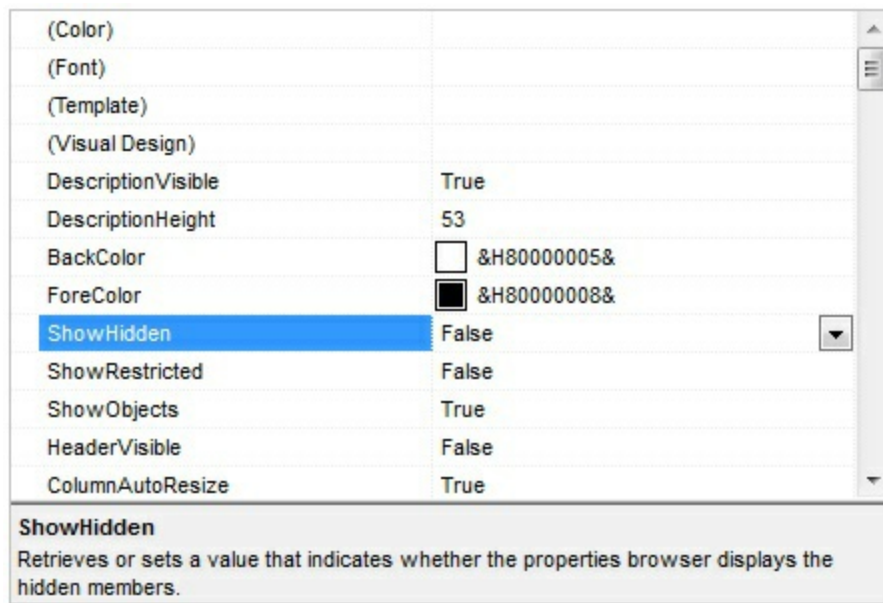 (Color)
(Font)
(Template)
(Visual Design)
DescriptionVisible True
DescriptionHeight 53
BackColor &H80000005&
ForeColor &H80000008&
ShowHidden False
ShowRestricted False
ShowObjects True
HeaderVisible False
ColumnAutoResize True
ShowHidden
Retrieves or sets a value that indicates whether the properties browser displays the
hidden members.